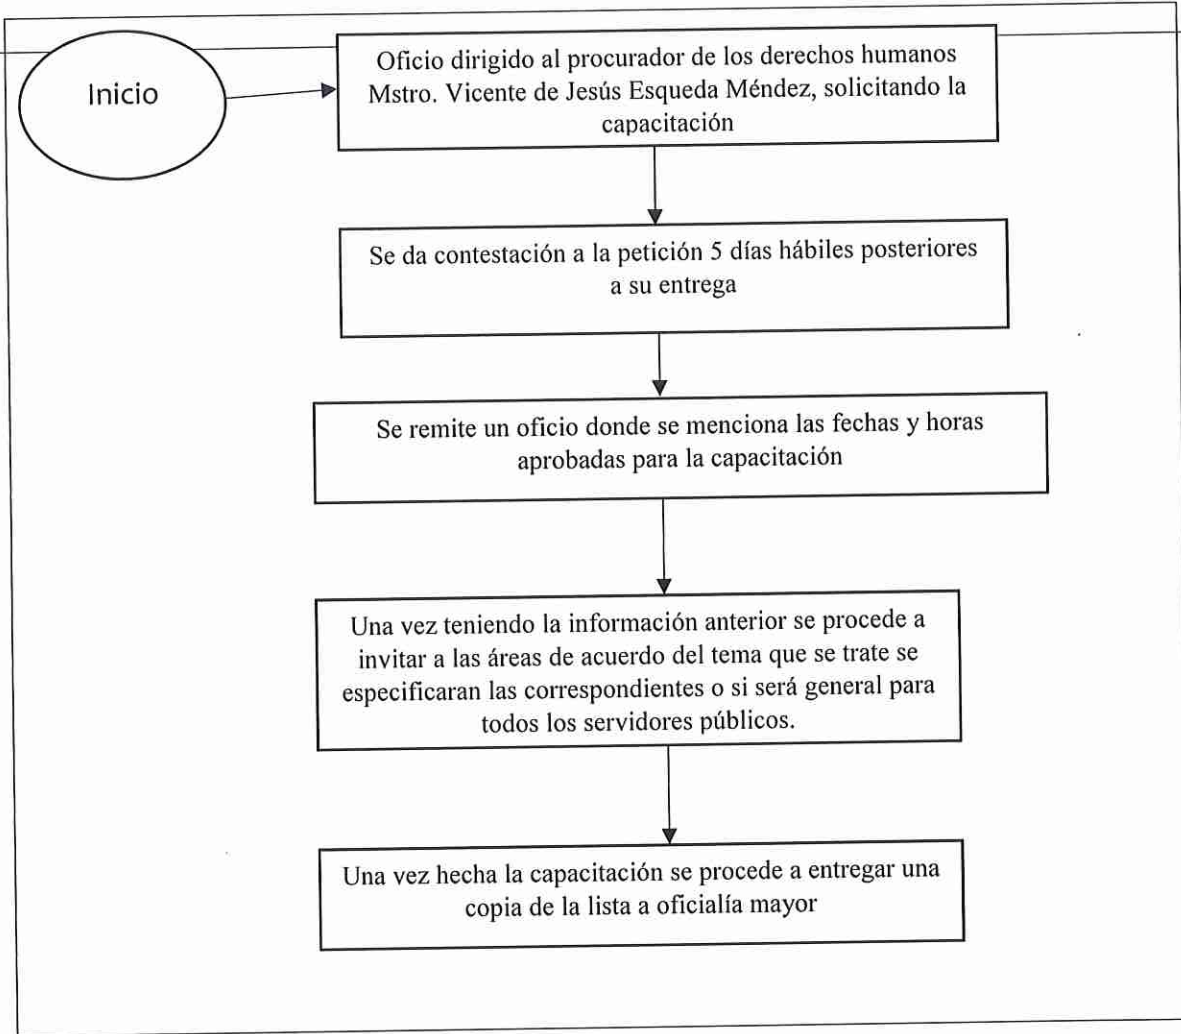 Inicio
Oficio dirigido al procurador de los derechos humanos
Mstro. Vicente de Jesús Esqueda Méndez, solicitando la
capacitación
Se da contestación a la petición 5 días hábiles posteriores
a su entrega
Se remite un oficio donde se menciona las fechas y horas
aprobadas para la capacitación
Una vez teniendo la información anterior se procede a
invitar a las áreas de acuerdo del tema que se trate se
especificaran las correspondientes o si será general para
todos los servidores públicos.
Una vez hecha la capacitación se procede a entregar una
copia de la lista a oficialía mayor